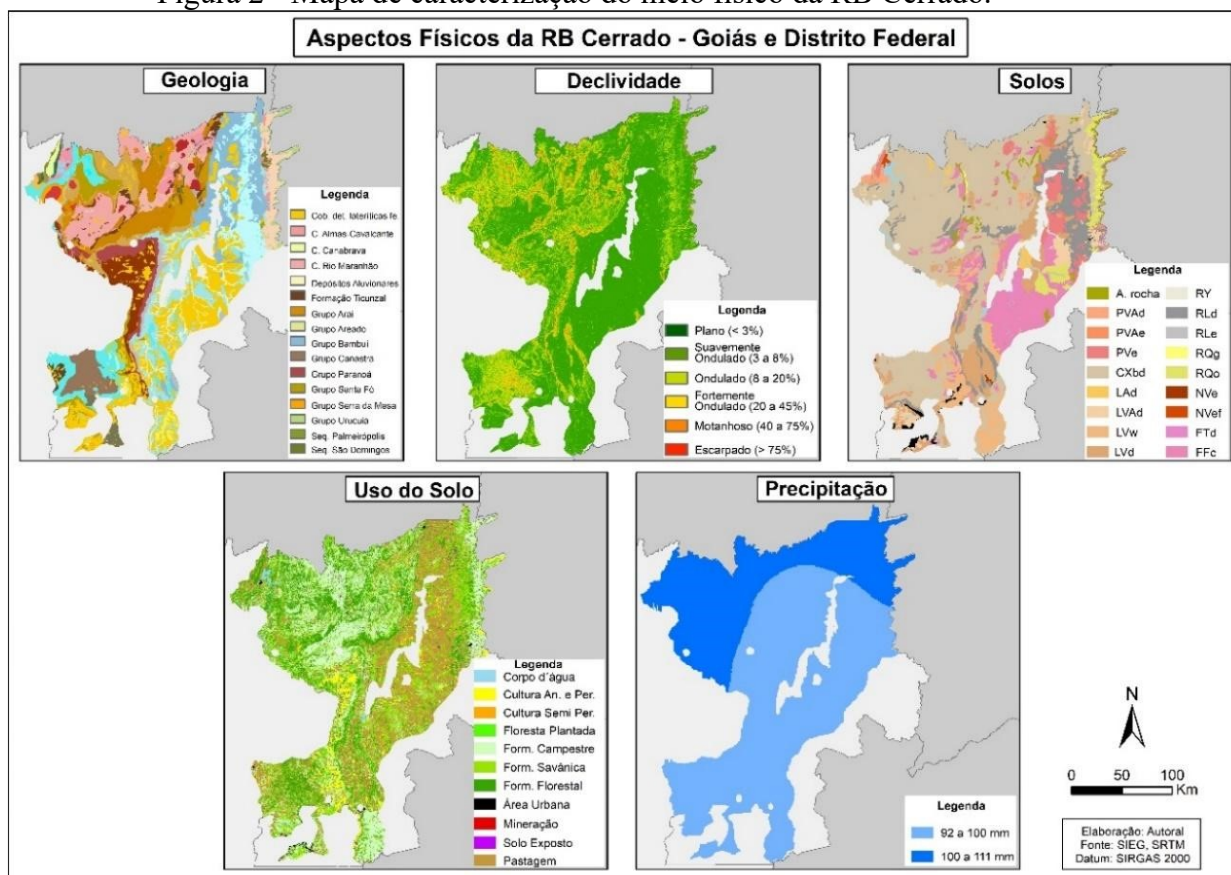 Figura 2 - Mapa de caracterização do meio físico da RB Cerrado.
Aspectos Físicos da RB Cerrado - Goiás e Distrito Federal
Geologia
Legenda
Cob. det. lateríticas fe.
C. Almas Cavalcante
C. Canabrava
C. Rio Maranhão
Depósitos Aluvionares
Formação Ticunzal
Grupo Araí
Grupo Areado
Grupo Bambuí
Grupo Canastra
Grupo Paranoá
Grupo Santa Fó
Grupo Serra da Mesa
Grupo Urucuia
Seq. Palmeirópolis
Seq. São Domingos
Declividade
Legenda
Plano (< 3%)
Suavemente
Ondulado (3 a 8%)
Ondulado (8 a 20%)
Fortemente
Ondulado (20 a 45%)
Motanhoso (40 a 75%)
Escarpado (> 75%)
Solos
Legenda
A. rocha
PVAd
PVAe
PVe
CXbd
LAd
LVAd
LVw
LVd
RY
RLd
RLe
RQg
RQo
NVe
NVef
FTd
FFc
Uso do Solo
Legenda
Corpo d´água
Cultura An. e Per.
Cultura Semi Per.
Floresta Plantada
Form. Campestre
Form. Savânica
Form. Florestal
Área Urbana
Mineração
Solo Exposto
Pastagem
Precipitação
Legenda
92 a 100 mm
100 a 111 mm
N
0 50 100
Km
Elaboração: Autoral
Fonte: SIEG, SRTM
Datum: SIRGAS 2000